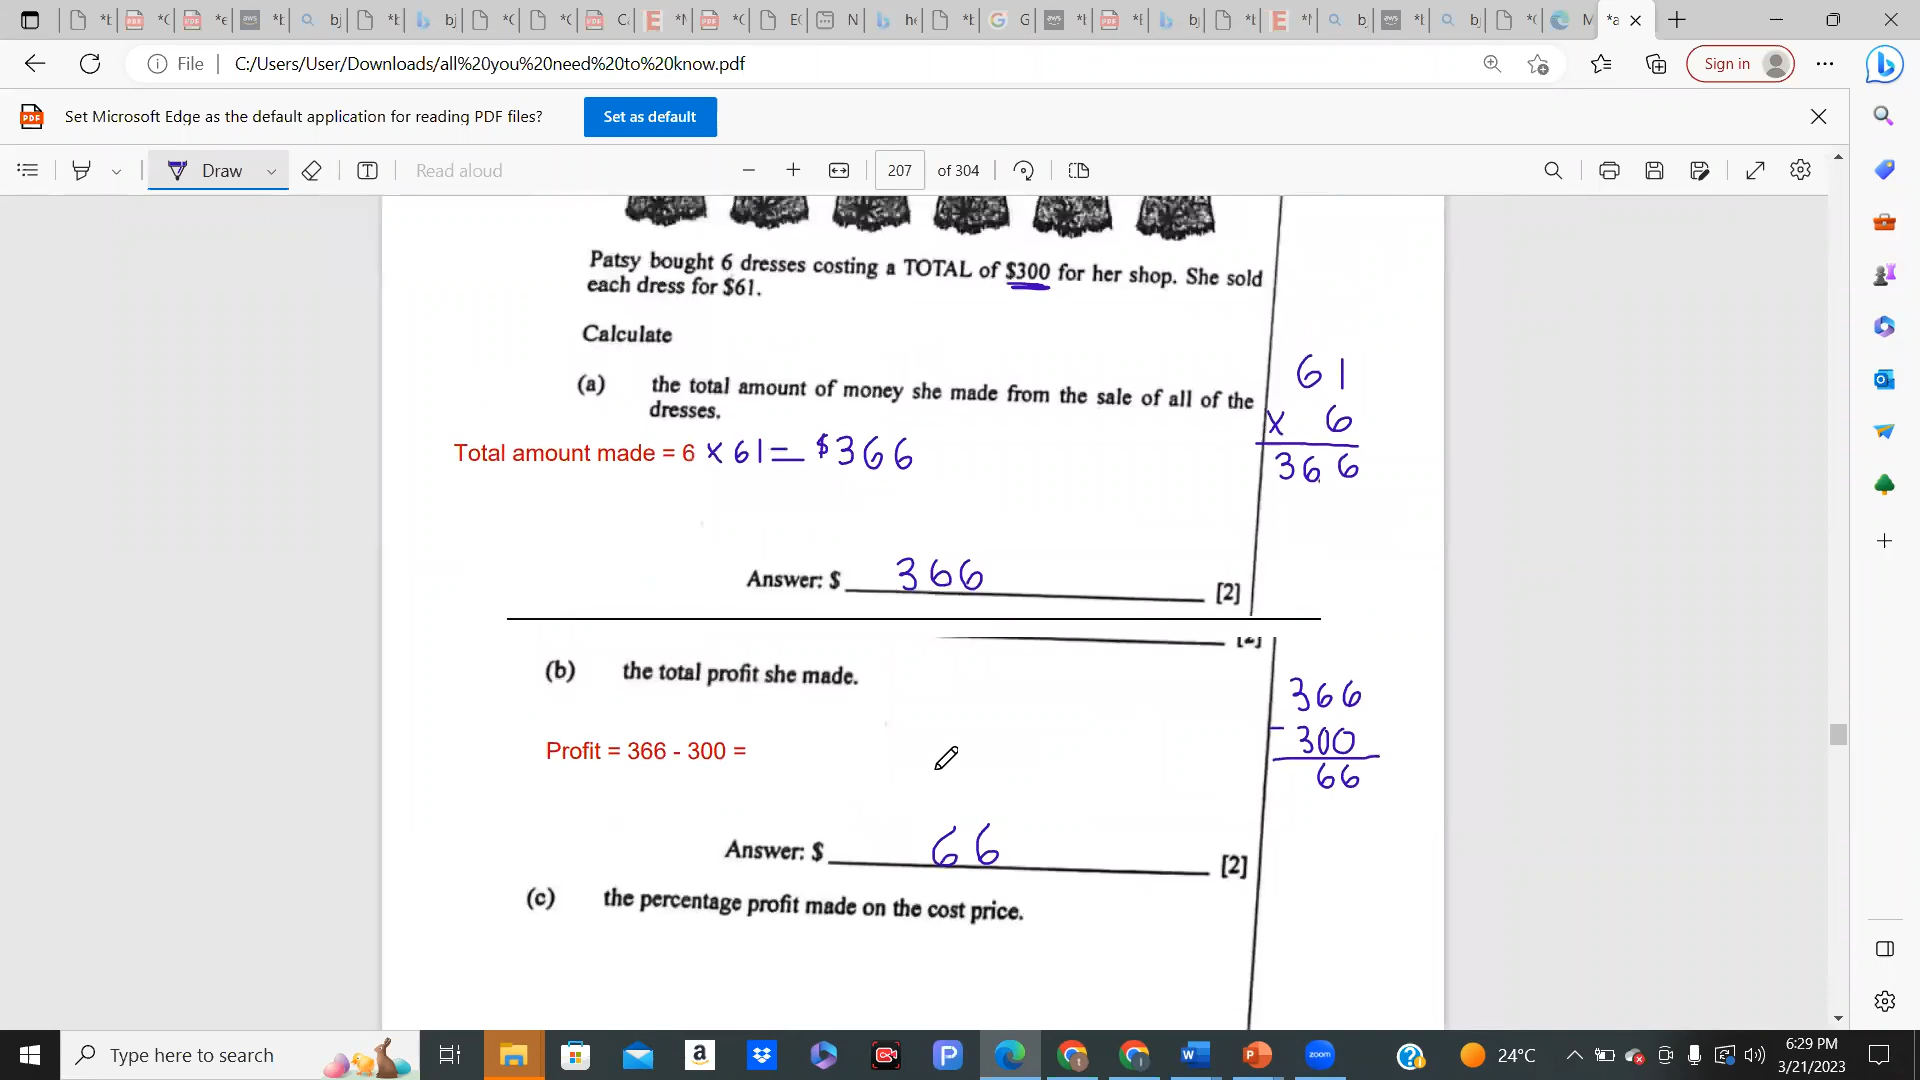 File C:/Users/User/Downloads/all%20you%20need%20to%20know.pdf
Sign in
Set Microsoft Edge as the default application for reading PDF files?
Set as default
Draw
Read aloud
207 of 304
Patsy bought 6 dresses costing a TOTAL of $300 for her shop. She sold
each dress for $61.
Calculate
(a) the total amount of money she made from the sale of all of the
dresses.
61
x 6
366
Total amount made = 6 x 61 = $366
Answer: $ 366 [2]
[2]
(b) the total profit she made.
366
- 300
66
Profit = 366 - 300 =
Answer: $ 66 [2]
(c) the percentage profit made on the cost price.
Type here to search
zoom
24°C
6:29 PM
3/21/2023